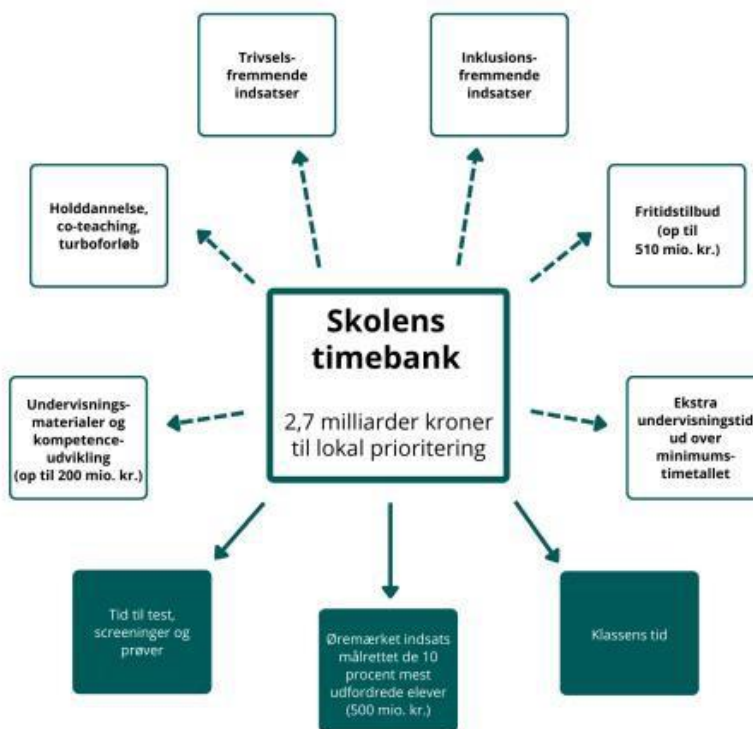 Trivsels-
fremmende
indsatser
Inklusions-
fremmende
indsatser
Holddannelse,
co-teaching,
turboforløb
Fritidstilbud
(op til
510 mio. kr.)
Skolens
timebank
2,7 milliarder kroner
til lokal prioritering
Undervisnings-
materialer og
kompetence-
udvikling
(op til 200 mio. kr.)
Ekstra
undervisningstid
ud over
minimums-
timetallet
Tid til test,
screeninger og
prøver
Øremærket indsats
målrettet de 10
procent mest
udfordrede elever
(500 mio. kr.)
Klassens tid